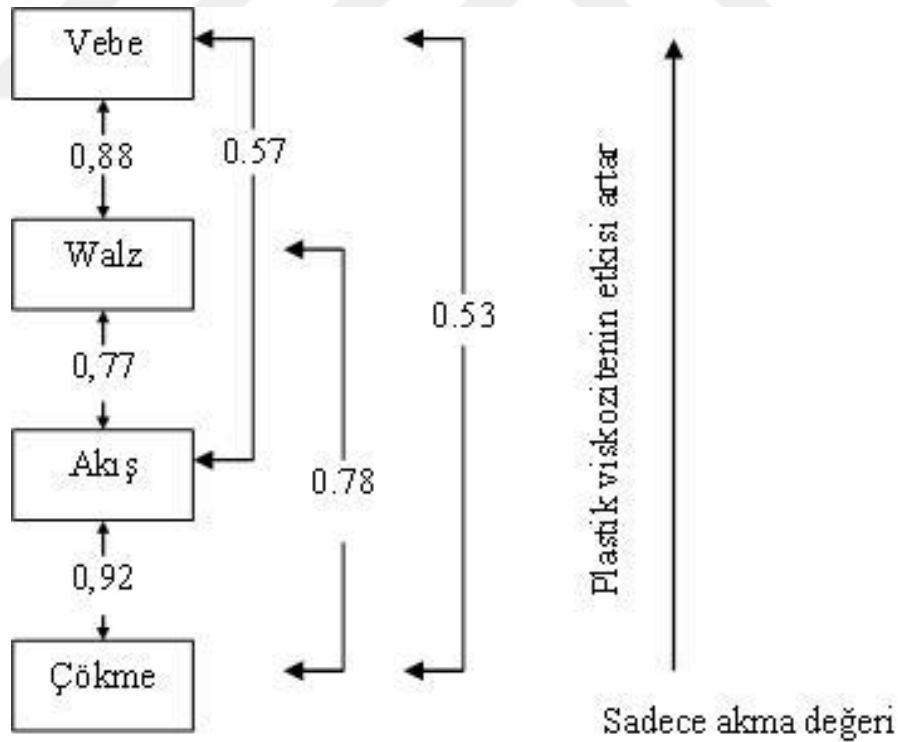 Vebe
0,88
0.57
Walz
0.53
0,77
Akış
0.78
0,92
Çökme
Plastik viskozitenin etkisi artar
Sadece akma değeri